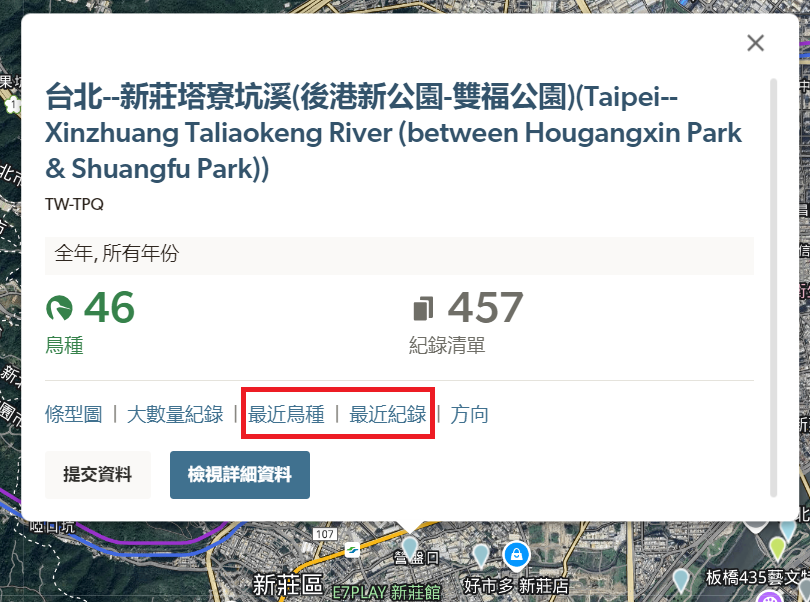 台北--新莊塔寮坑溪(後港新公園-雙福公園)(Taipei--
Xinzhuang Taliaokeng River (between Hougangxin Park
& Shuangfu Park))
TW-TPQ
全年, 所有年份
46
457
鳥種
紀錄清單
條型圖 | 大數量紀錄 | 最近鳥種 | 最近紀錄 | 方向
提交資料
檢視詳細資料
啞口坑
107
營盤口
新莊區
E7PLAY 新莊館
好市多 新莊店
板橋435藝文特